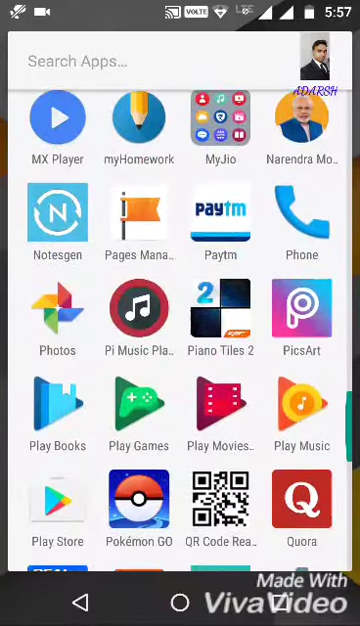 VOLTE LTE 5:57
Search Apps...
ADARSH
MX Player myHomework MyJio Narendra Mo..
Notesgen Pages Mana.. Paytm Phone
Paytm
Photos Pi Music Pla.. Piano Tiles 2 PicsArt
Play Books Play Games Play Movies.. Play Music
Play Store Pokémon GO QR Code Rea.. Quora
Made With
VivaVideo